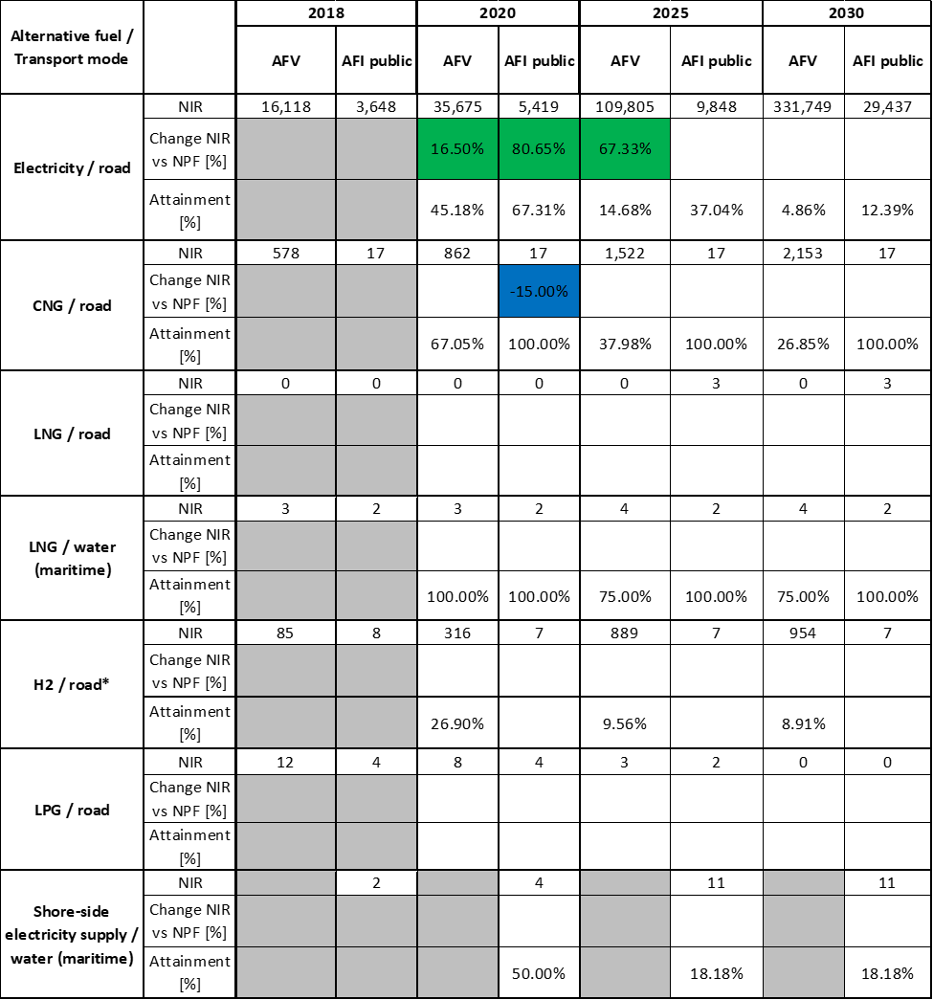 2018 2020 2025 2030
Alternative fuel /
Transport mode
AFV AFI public AFV AFI public AFV AFI public AFV AFI public
Electricity / road
NIR 16,118 3,648 35,675 5,419 109,805 9,848 331,749 29,437
Change NIR
vs NPF [%] 16.50% 80.65% 67.33%
Attainment
[%] 45.18% 67.31% 14.68% 37.04% 4.86% 12.39%
CNG / road
NIR 578 17 862 17 1,522 17 2,153 17
Change NIR
vs NPF [%] -15.00%
Attainment
[%] 67.05% 100.00% 37.98% 100.00% 26.85% 100.00%
LNG / road
NIR 0 0 0 0 0 3 0 3
Change NIR
vs NPF [%]
Attainment
[%]
LNG / water
(maritime)
NIR 3 2 3 2 4 2 4 2
Change NIR
vs NPF [%]
Attainment
[%] 100.00% 100.00% 75.00% 100.00% 75.00% 100.00%
H2 / road*
NIR 85 8 316 7 889 7 954 7
Change NIR
vs NPF [%]
Attainment
[%] 26.90% 9.56% 8.91%
LPG / road
NIR 12 4 8 4 3 2 0 0
Change NIR
vs NPF [%]
Attainment
[%]
Shore-side
electricity supply /
water (maritime)
NIR 2 4 11 11
Change NIR
vs NPF [%]
Attainment
[%] 50.00% 18.18% 18.18%